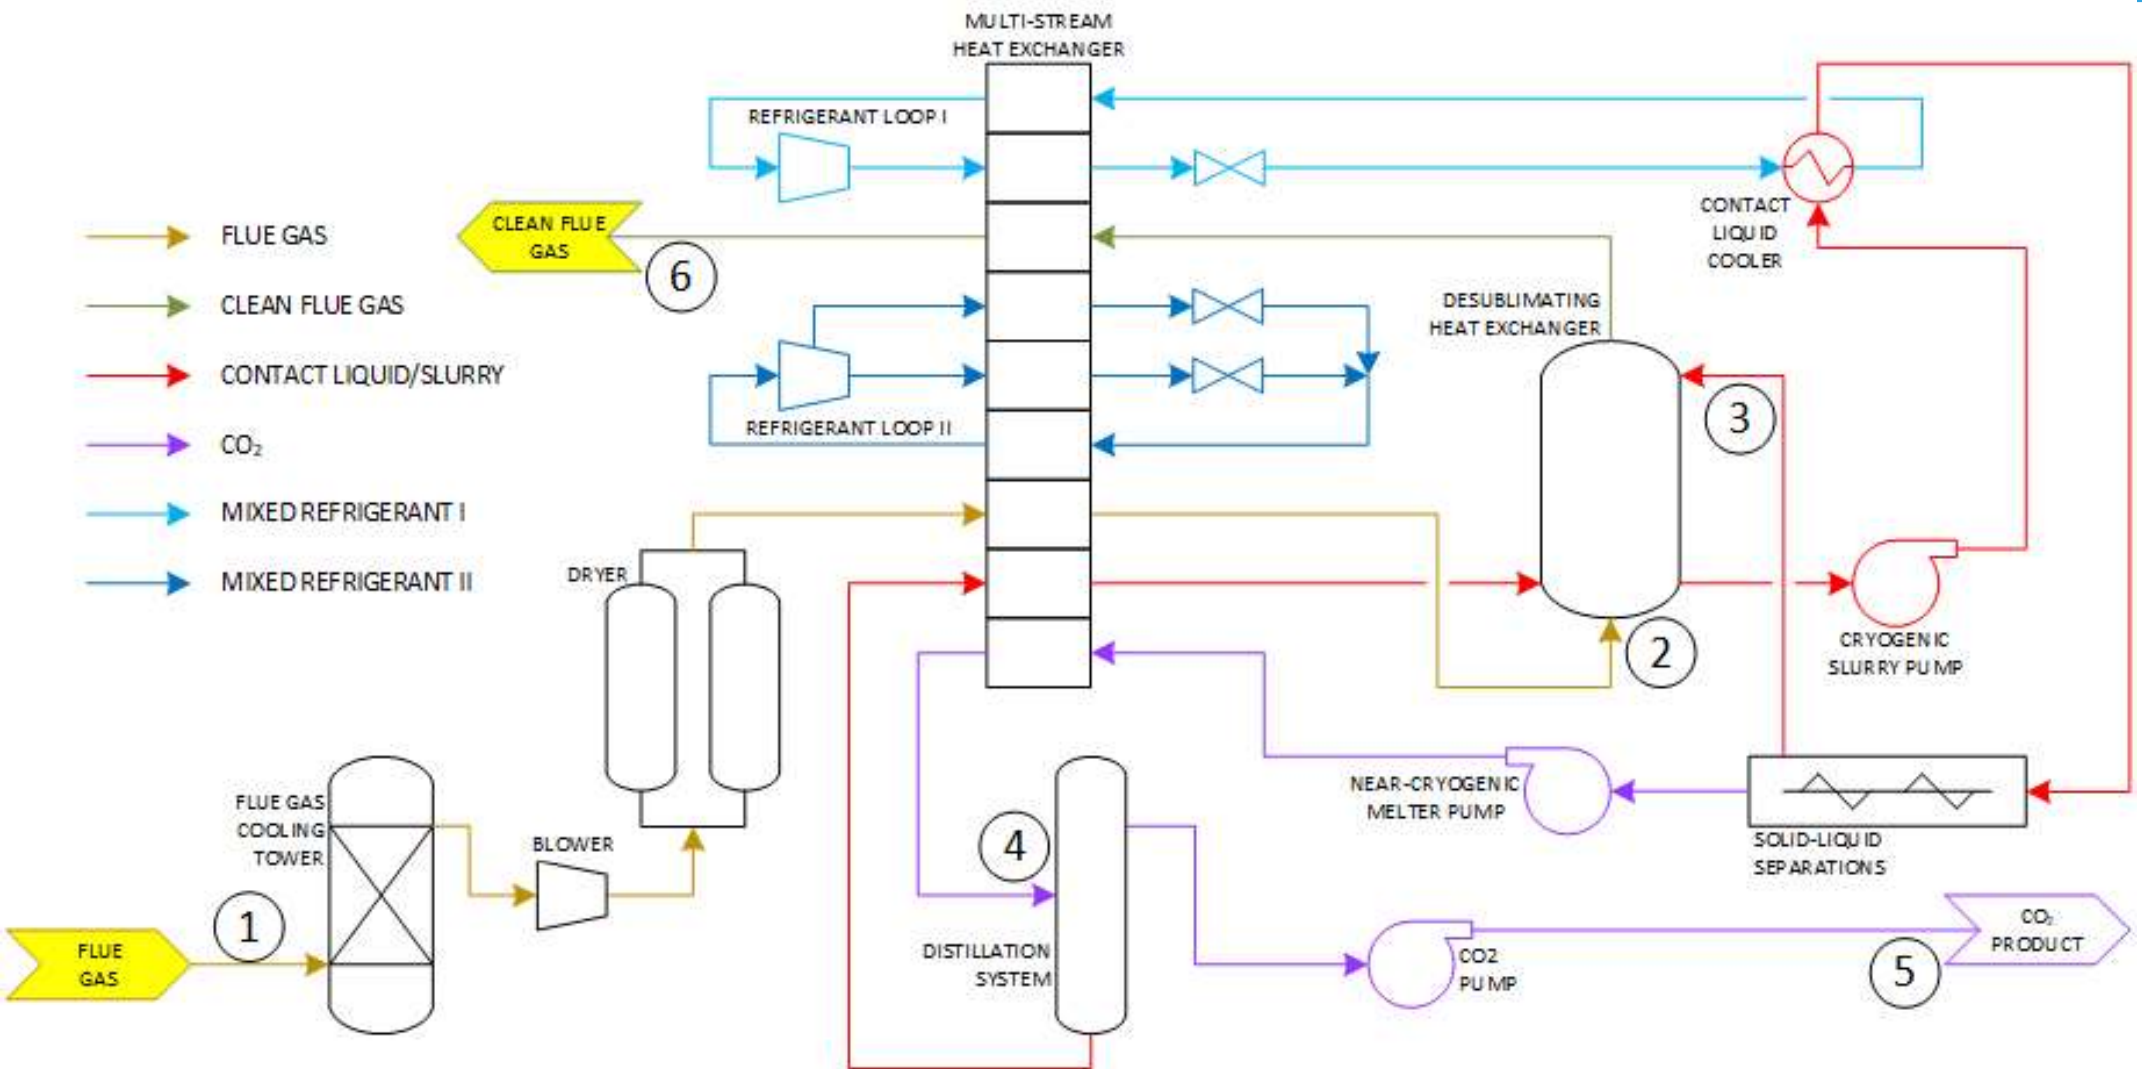 MULTI-STREAM
HEAT EXCHANGER
REFRIGERANT LOOP I
CLEAN FLUE
GAS
6
CONTACT
LIQUID
COOLER
FLUE GAS
CLEAN FLUE GAS
CONTACT LIQUID/SLURRY
CO₂
MIXED REFRIGERANT I
MIXED REFRIGERANT II
DESUBLIMATING
HEAT EXCHANGER
REFRIGERANT LOOP II
3
DRYER
2
CRYOGENIC
SLURRY PUMP
FLUE GAS
COOLING
TOWER
BLOWER
4
NEAR-CRYOGENIC
MELTER PUMP
SOLID-LIQUID
SEPARATIONS
1
FLUE
GAS
DISTILLATION
SYSTEM
CO2
PUMP
5
CO₂
PRODUCT